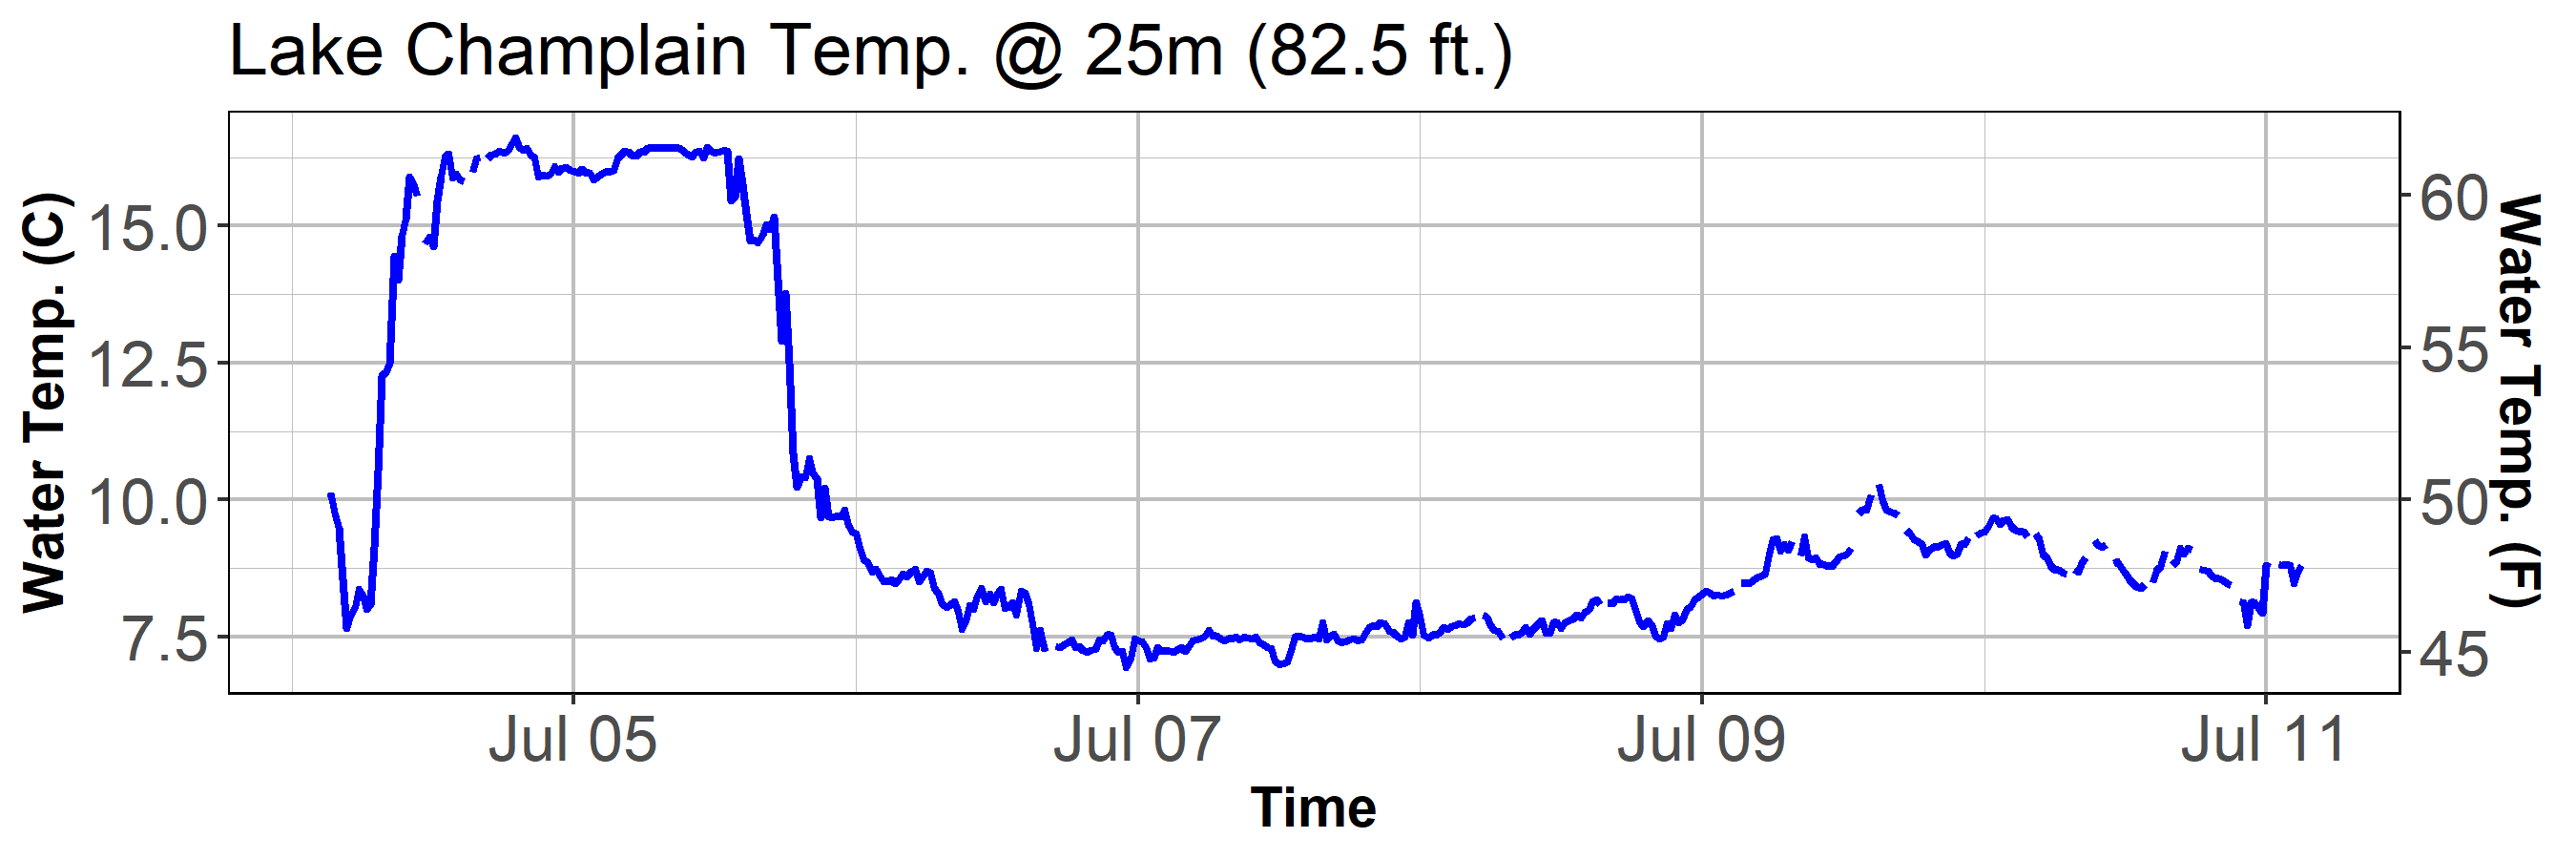 Lake Champlain Temp. @ 25m (82.5 ft.)
Water Temp. (C)
15.0
12.5
10.0
7.5
60
55
50
45
Water Temp. (F)
Jul 05 Jul 07 Jul 09 Jul 11
Time